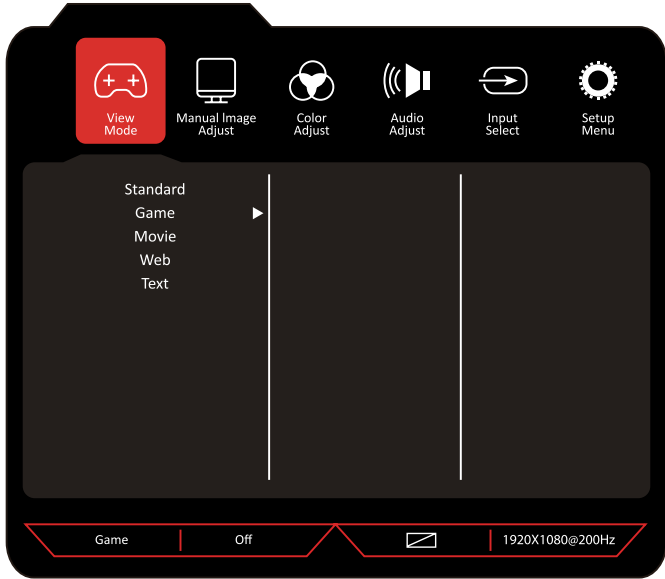 View
Mode
Manual Image
Adjust
Color
Adjust
Audio
Adjust
Input
Select
Setup
Menu
Standard
Game
Movie
Web
Text
Game
Off
1920X1080@200Hz